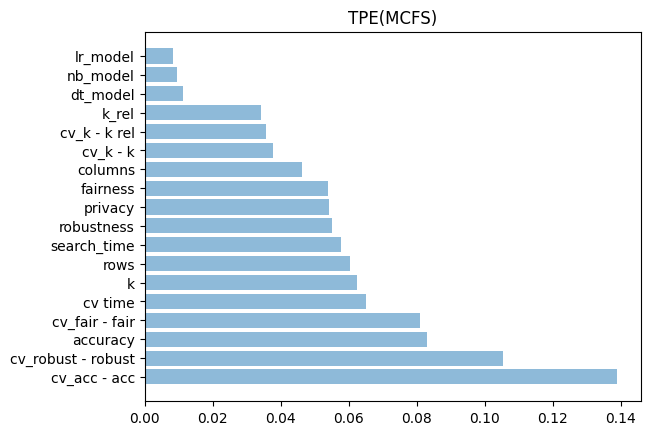 TPE(MCFS)
lr_model
nb_model
dt_model
k_rel
cv_k - k rel
cv_k - k
columns
fairness
privacy
robustness
search_time
rows
k
cv time
cv_fair - fair
accuracy
cv_robust - robust
cv_acc - acc
0.00 0.02 0.04 0.06 0.08 0.10 0.12 0.14